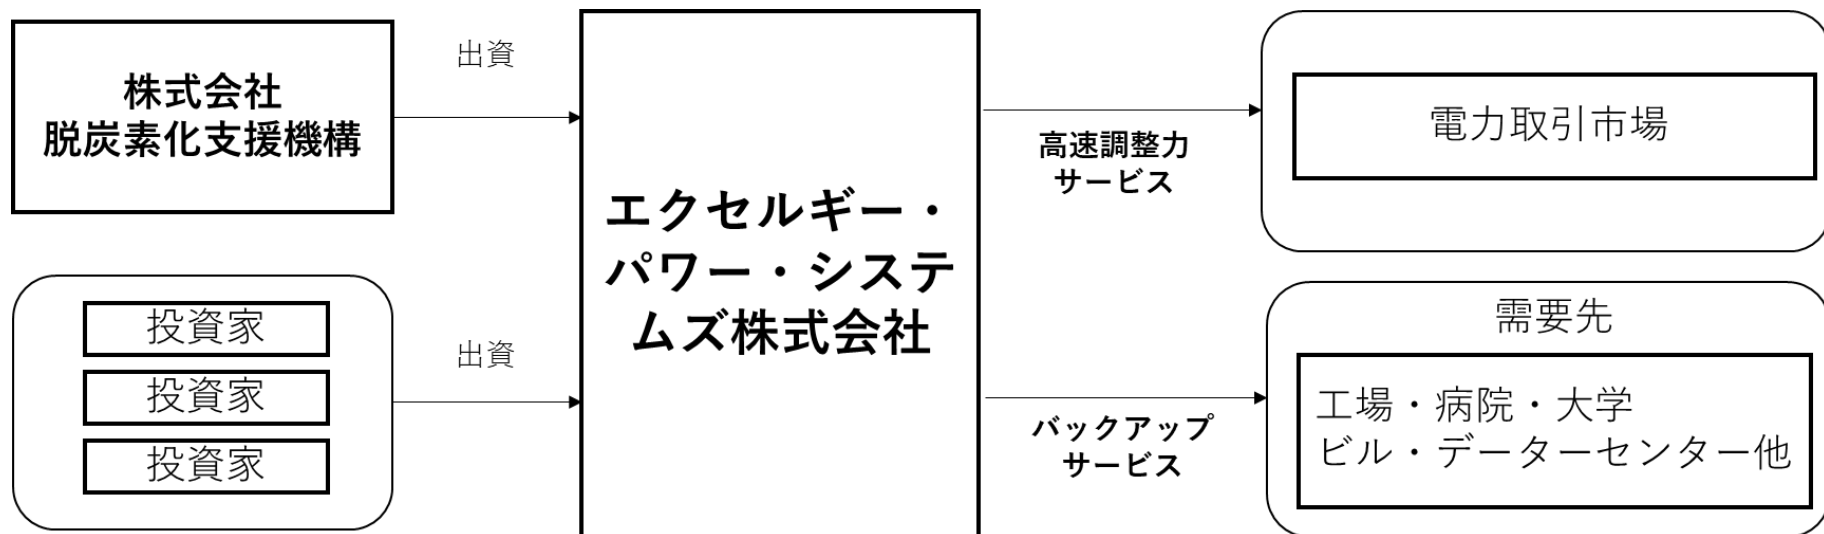 株式会社
脱炭素化支援機構
出資
投資家
投資家
投資家
出資
エクセルギー・
パワー・システ
ムズ株式会社
高速調整力
サービス
電力取引市場
バックアップ
サービス
需要先
工場・病院・大学
ビル・データーセンター他